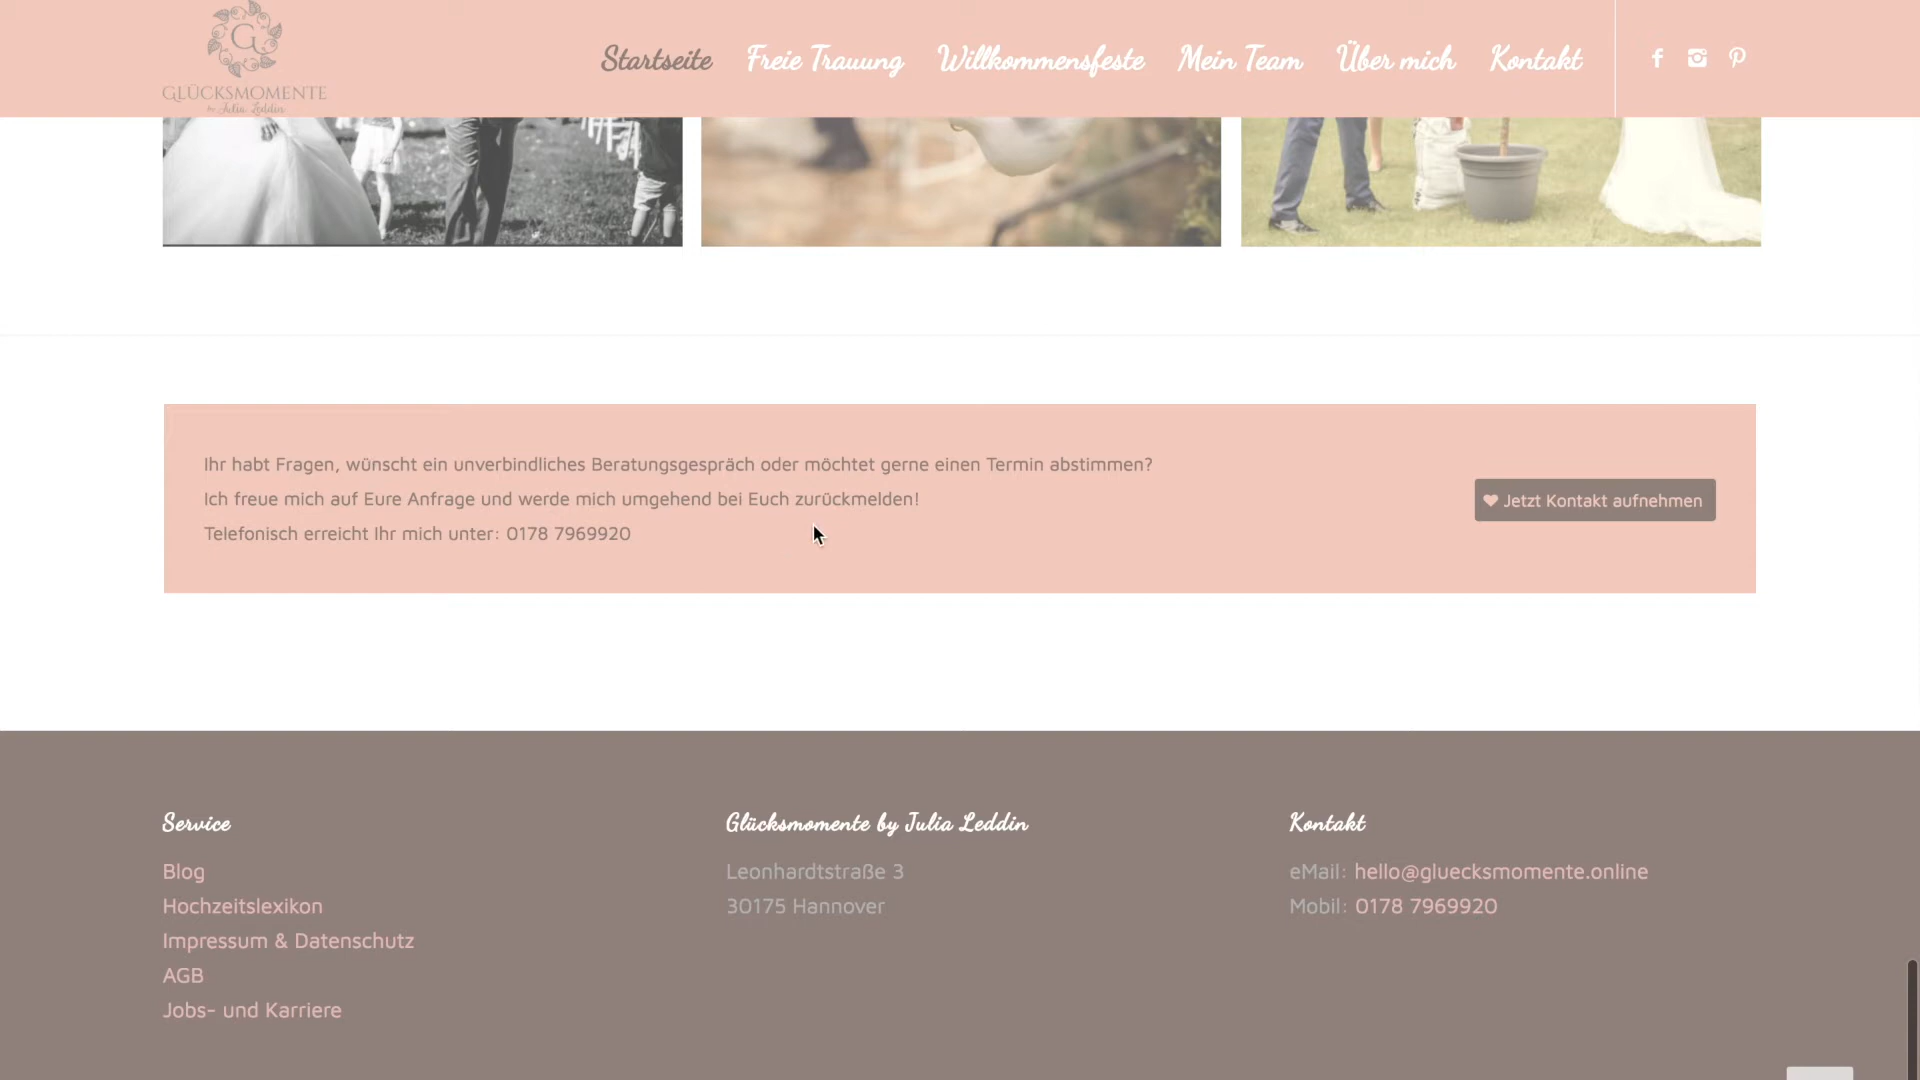 G
GLÜCKSMOMENTE
by Julia Leddin
Startseite
Freie Trauung
Willkommensfeste
Mein Team
Über mich
Kontakt
Ihr habt Fragen, wünscht ein unverbindliches Beratungsgespräch oder möchtet gerne einen Termin abstimmen?
Ich freue mich auf Eure Anfrage und werde mich umgehend bei Euch zurückmelden!
Telefonisch erreicht Ihr mich unter: 0178 7969920
Jetzt Kontakt aufnehmen
Service
Blog
Hochzeitslexikon
Impressum & Datenschutz
AGB
Jobs- und Karriere
Glücksmomente by Julia Leddin
Leonhardtstraße 3
30175 Hannover
Kontakt
eMail: hello@gluecksmomente.online
Mobil: 0178 7969920